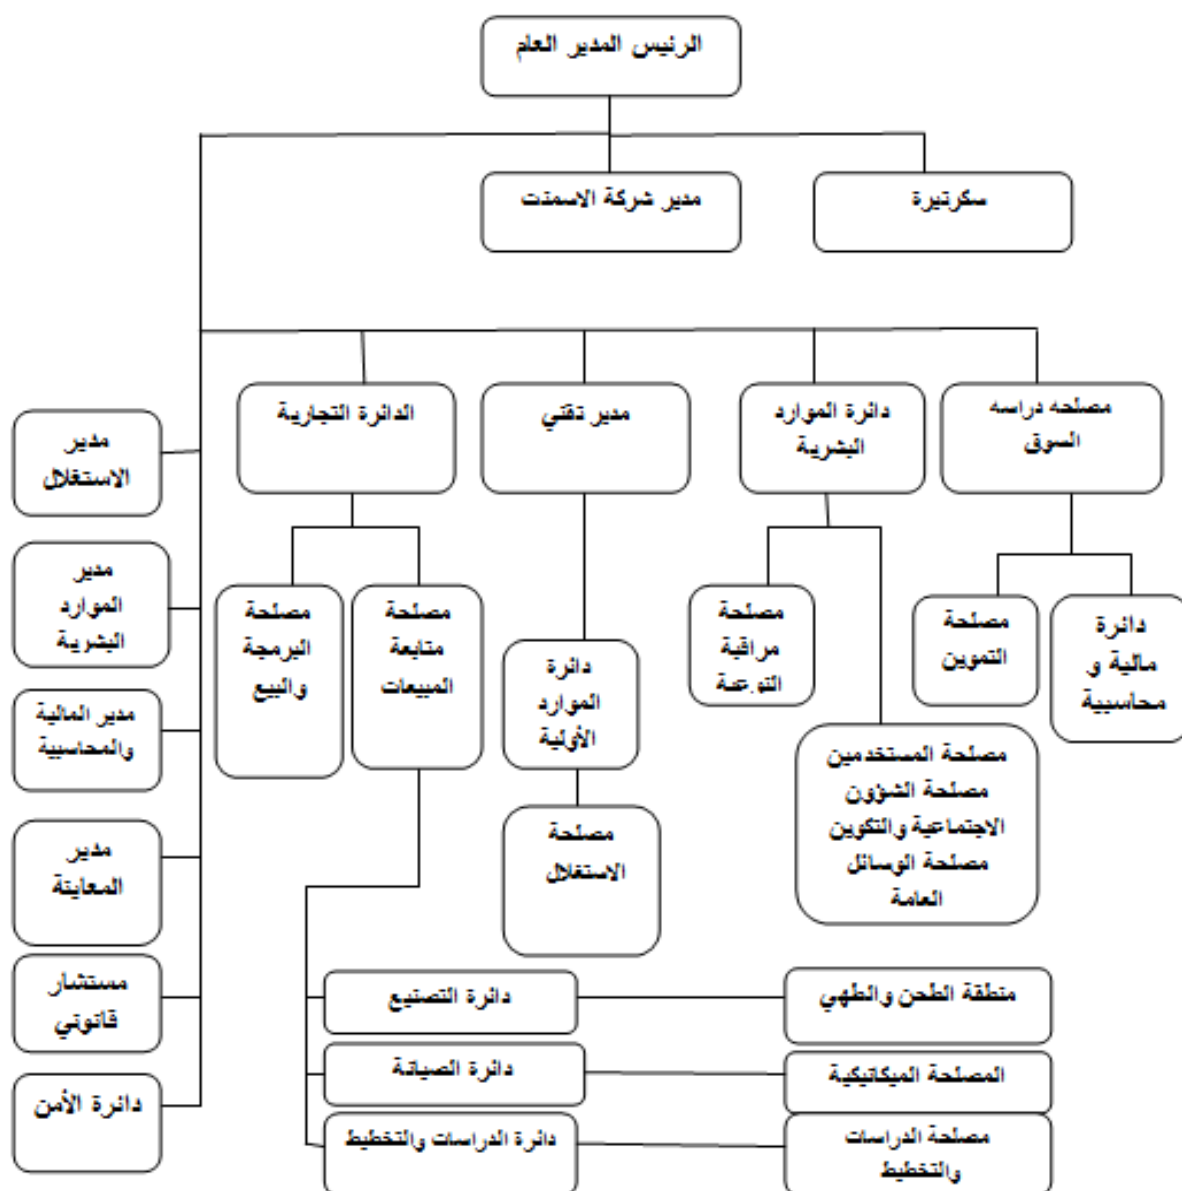 الرئيس المدير العام
سكرتيرة
مدير شركة الاسمنت
مصلحه دراسه
السوق
دائرة الموارد
البشرية
مدير تقني
الدائرة التجارية
مدير
الاستغلال
مدير
الموارد
البشرية
مدير المالية
والمحاسبية
مدير
المعاينة
مستشار
قانوني
دائرة الأمن
دائرة
مالية و
محاسبية
مصلحة
التموين
مصلحة
مراقبة
النوعية
مصلحة المستخدمين
مصلحة الشؤون
الاجتماعية والتكوين
مصلحة الوسائل
العامة
دائرة
الموارد
الأولية
مصلحة
الاستغلال
مصلحة
متابعة
المبيعات
مصلحة
البرمجة
والبيع
دائرة التصنيع
منطقة الطحن والطهي
دائرة الصيانة
المصلحة الميكانيكية
دائرة الدراسات والتخطيط
مصلحة الدراسات
والتخطيط